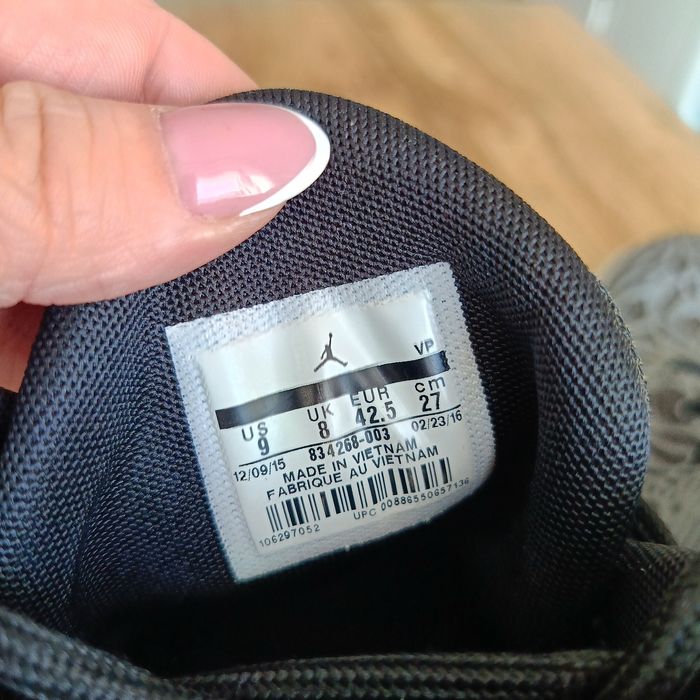 VP
US UK EUR cm
9 8 42.5 27
12/09/15 834268-003 02/23/16
MADE IN VIETNAM
FABRIQUE AU VIETNAM
106297052 UPC 00886550657136